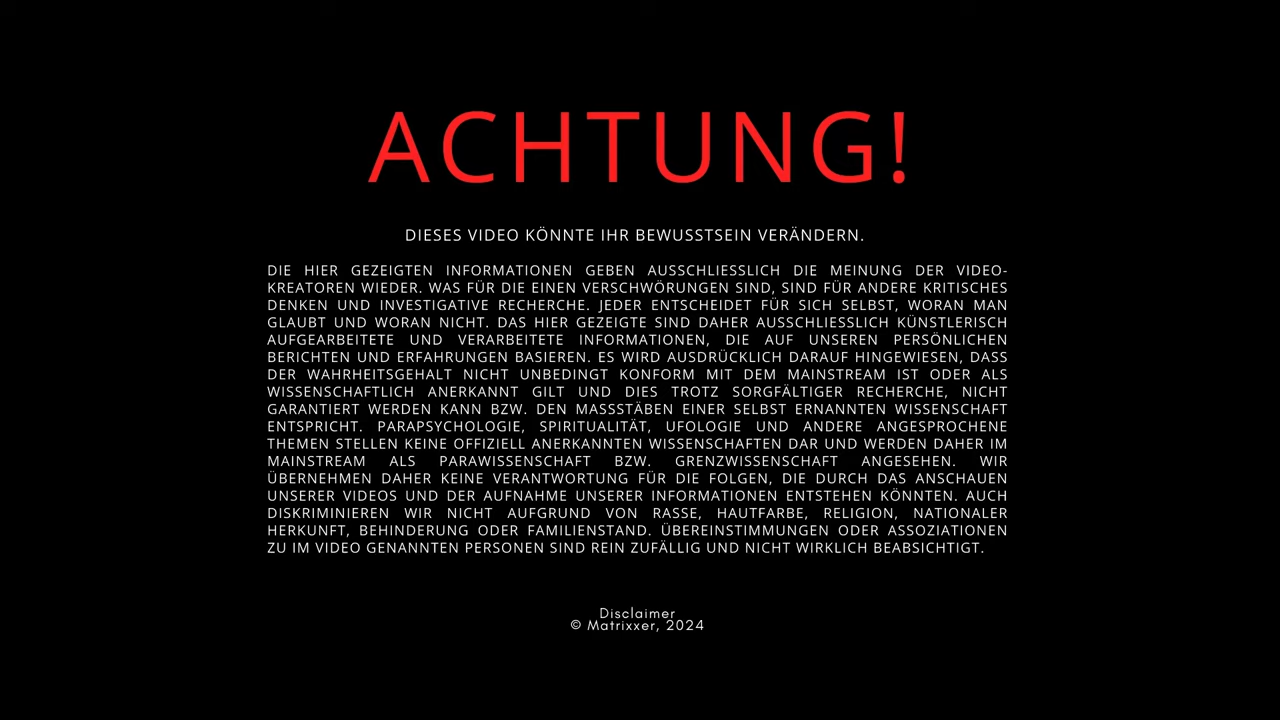 ACHTUNG!
DIESES VIDEO KÖNNTE IHR BEWUSSTSEIN VERÄNDERN.
DIE HIER GEZEIGTEN INFORMATIONEN GEBEN AUSSCHLIESSLICH DIE MEINUNG DER VIDEO-
KREATOREN WIEDER. WAS FÜR DIE EINEN VERSCHWÖRUNGEN SIND, SIND FÜR ANDERE KRITISCHES
DENKEN UND INVESTIGATIVE RECHERCHE. JEDER ENTSCHEIDET FÜR SICH SELBST, WORAN MAN
GLAUBT UND WORAN NICHT. DAS HIER GEZEIGTE SIND DAHER AUSSCHLIESSLICH KÜNSTLERISCH
AUFGEARBEITETE UND VERARBEITETE INFORMATIONEN, DIE AUF UNSEREN PERSÖNLICHEN
BERICHTEN UND ERFAHRUNGEN BASIEREN. ES WIRD AUSDRÜCKLICH DARAUF HINGEWIESEN, DASS
DER WAHRHEITSGEHALT NICHT UNBEDINGT KONFORM MIT DEM MAINSTREAM IST ODER ALS
WISSENSCHAFTLICH ANERKANNT GILT UND DIES TROTZ SORGFÄLTIGER RECHERCHE, NICHT
GARANTIERT WERDEN KANN BZW. DEN MASSSTÄBEN EINER SELBST ERNANNTEN WISSENSCHAFT
ENTSPRICHT. PARAPSYCHOLOGIE, SPIRITUALITÄT, UFOLOGIE UND ANDERE ANGESPROCHENE
THEMEN STELLEN KEINE OFFIZIELL ANERKANNTEN WISSENSCHAFTEN DAR UND WERDEN DAHER IM
MAINSTREAM ALS PARAWISSENSCHAFT BZW. GRENZWISSENSCHAFT ANGESEHEN. WIR
ÜBERNEHMEN DAHER KEINE VERANTWORTUNG FÜR DIE FOLGEN, DIE DURCH DAS ANSCHAUEN
UNSERER VIDEOS UND DER AUFNAHME UNSERER INFORMATIONEN ENTSTEHEN KÖNNTEN. AUCH
DISKRIMINIEREN WIR NICHT AUFGRUND VON RASSE, HAUTFARBE, RELIGION, NATIONALER
HERKUNFT, BEHINDERUNG ODER FAMILIENSTAND. ÜBEREINSTIMMUNGEN ODER ASSOZIATIONEN
ZU IM VIDEO GENANNTEN PERSONEN SIND REIN ZUFÄLLIG UND NICHT WIRKLICH BEABSICHTIGT.
Disclaimer
© Matrixxer, 2024